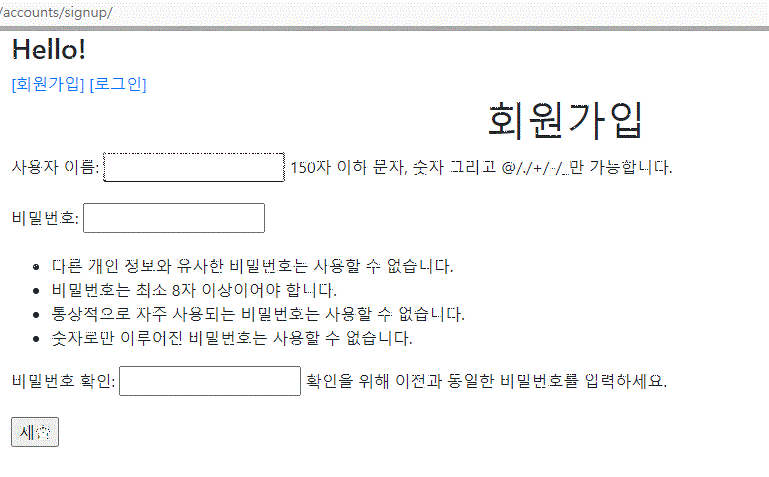 /accounts/signup/
Hello!
[회원가입] [로그인]
회원가입
사용자 이름: 150자 이하 문자, 숫자 그리고 @/./+/-/_만 가능합니다.
비밀번호:
다른 개인 정보와 유사한 비밀번호는 사용할 수 없습니다.
비밀번호는 최소 8자 이상이어야 합니다.
통상적으로 자주 사용되는 비밀번호는 사용할 수 없습니다.
숫자로만 이루어진 비밀번호는 사용할 수 없습니다.
비밀번호 확인: 확인을 위해 이전과 동일한 비밀번호를 입력하세요.